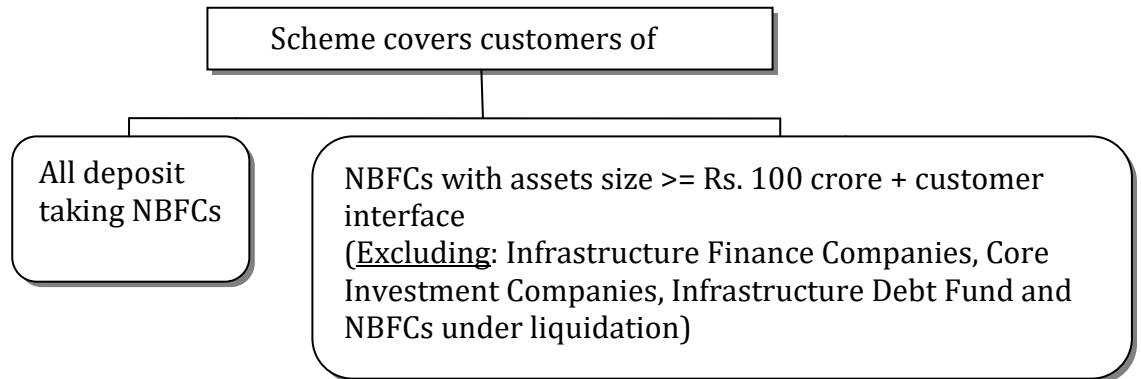 Scheme covers customers of
All deposit
taking NBFCs
NBFCs with assets size >= Rs. 100 crore + customer
interface
(Excluding: Infrastructure Finance Companies, Core
Investment Companies, Infrastructure Debt Fund and
NBFCs under liquidation)